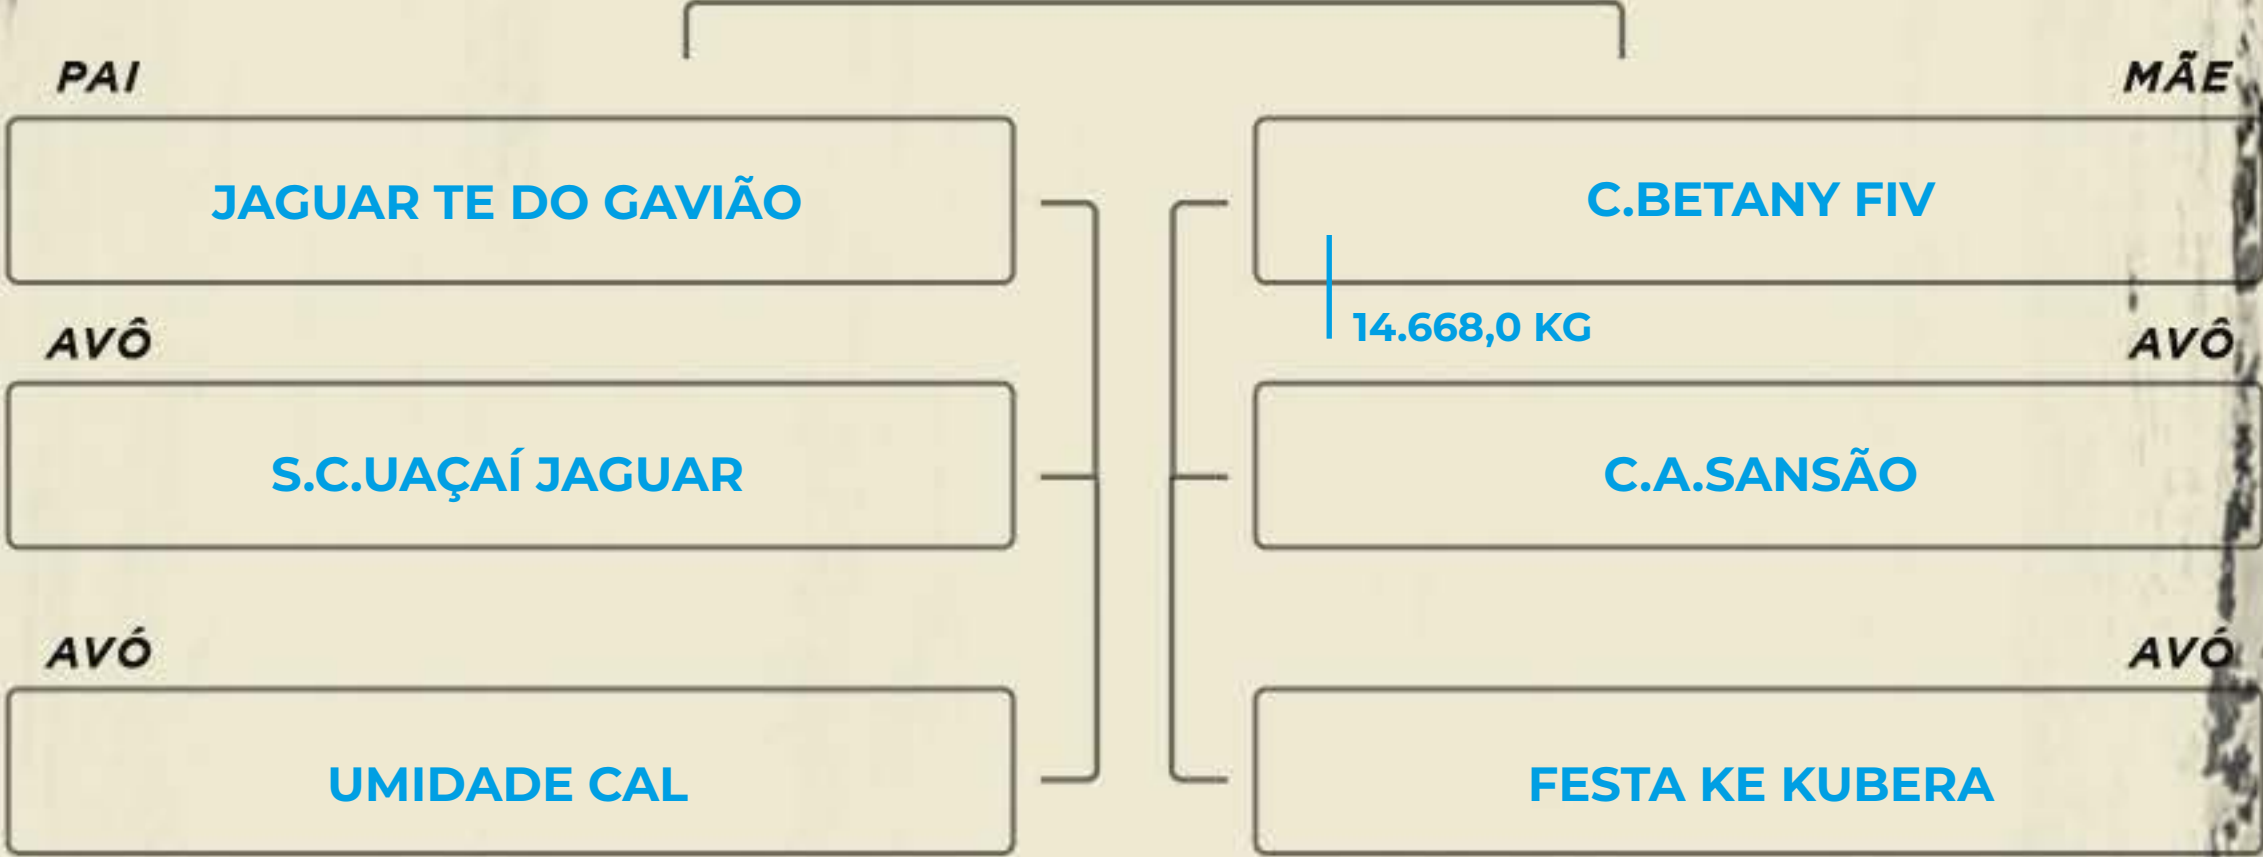 PAI
MÃE
JAGUAR TE DO GAVIÃO
C.BETANY FIV
14.668,0 KG
AVÔ
AVÔ
S.C.UAÇAÍ JAGUAR
C.A.SANSÃO
AVÓ
AVÓ
UMIDADE CAL
FESTA KE KUBERA